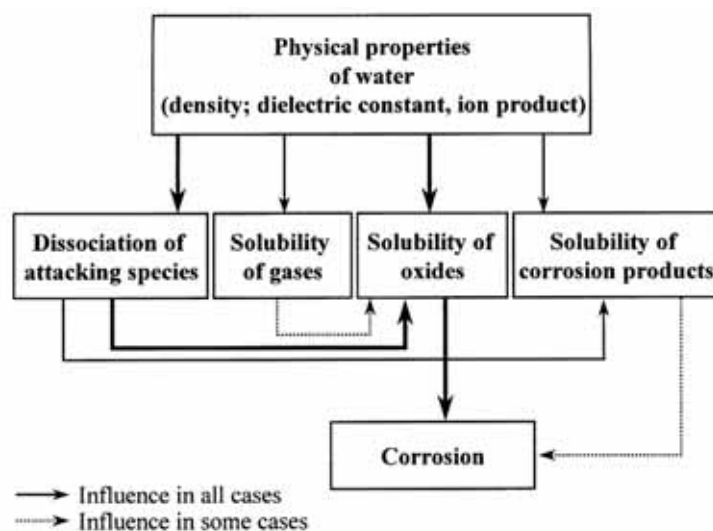 Physical properties
of water
(density; dielectric constant, ion product)
Dissociation of
attacking species
Solubility
of gases
Solubility of
oxides
Solubility of
corrosion products
Corrosion
Influence in all cases
Influence in some cases